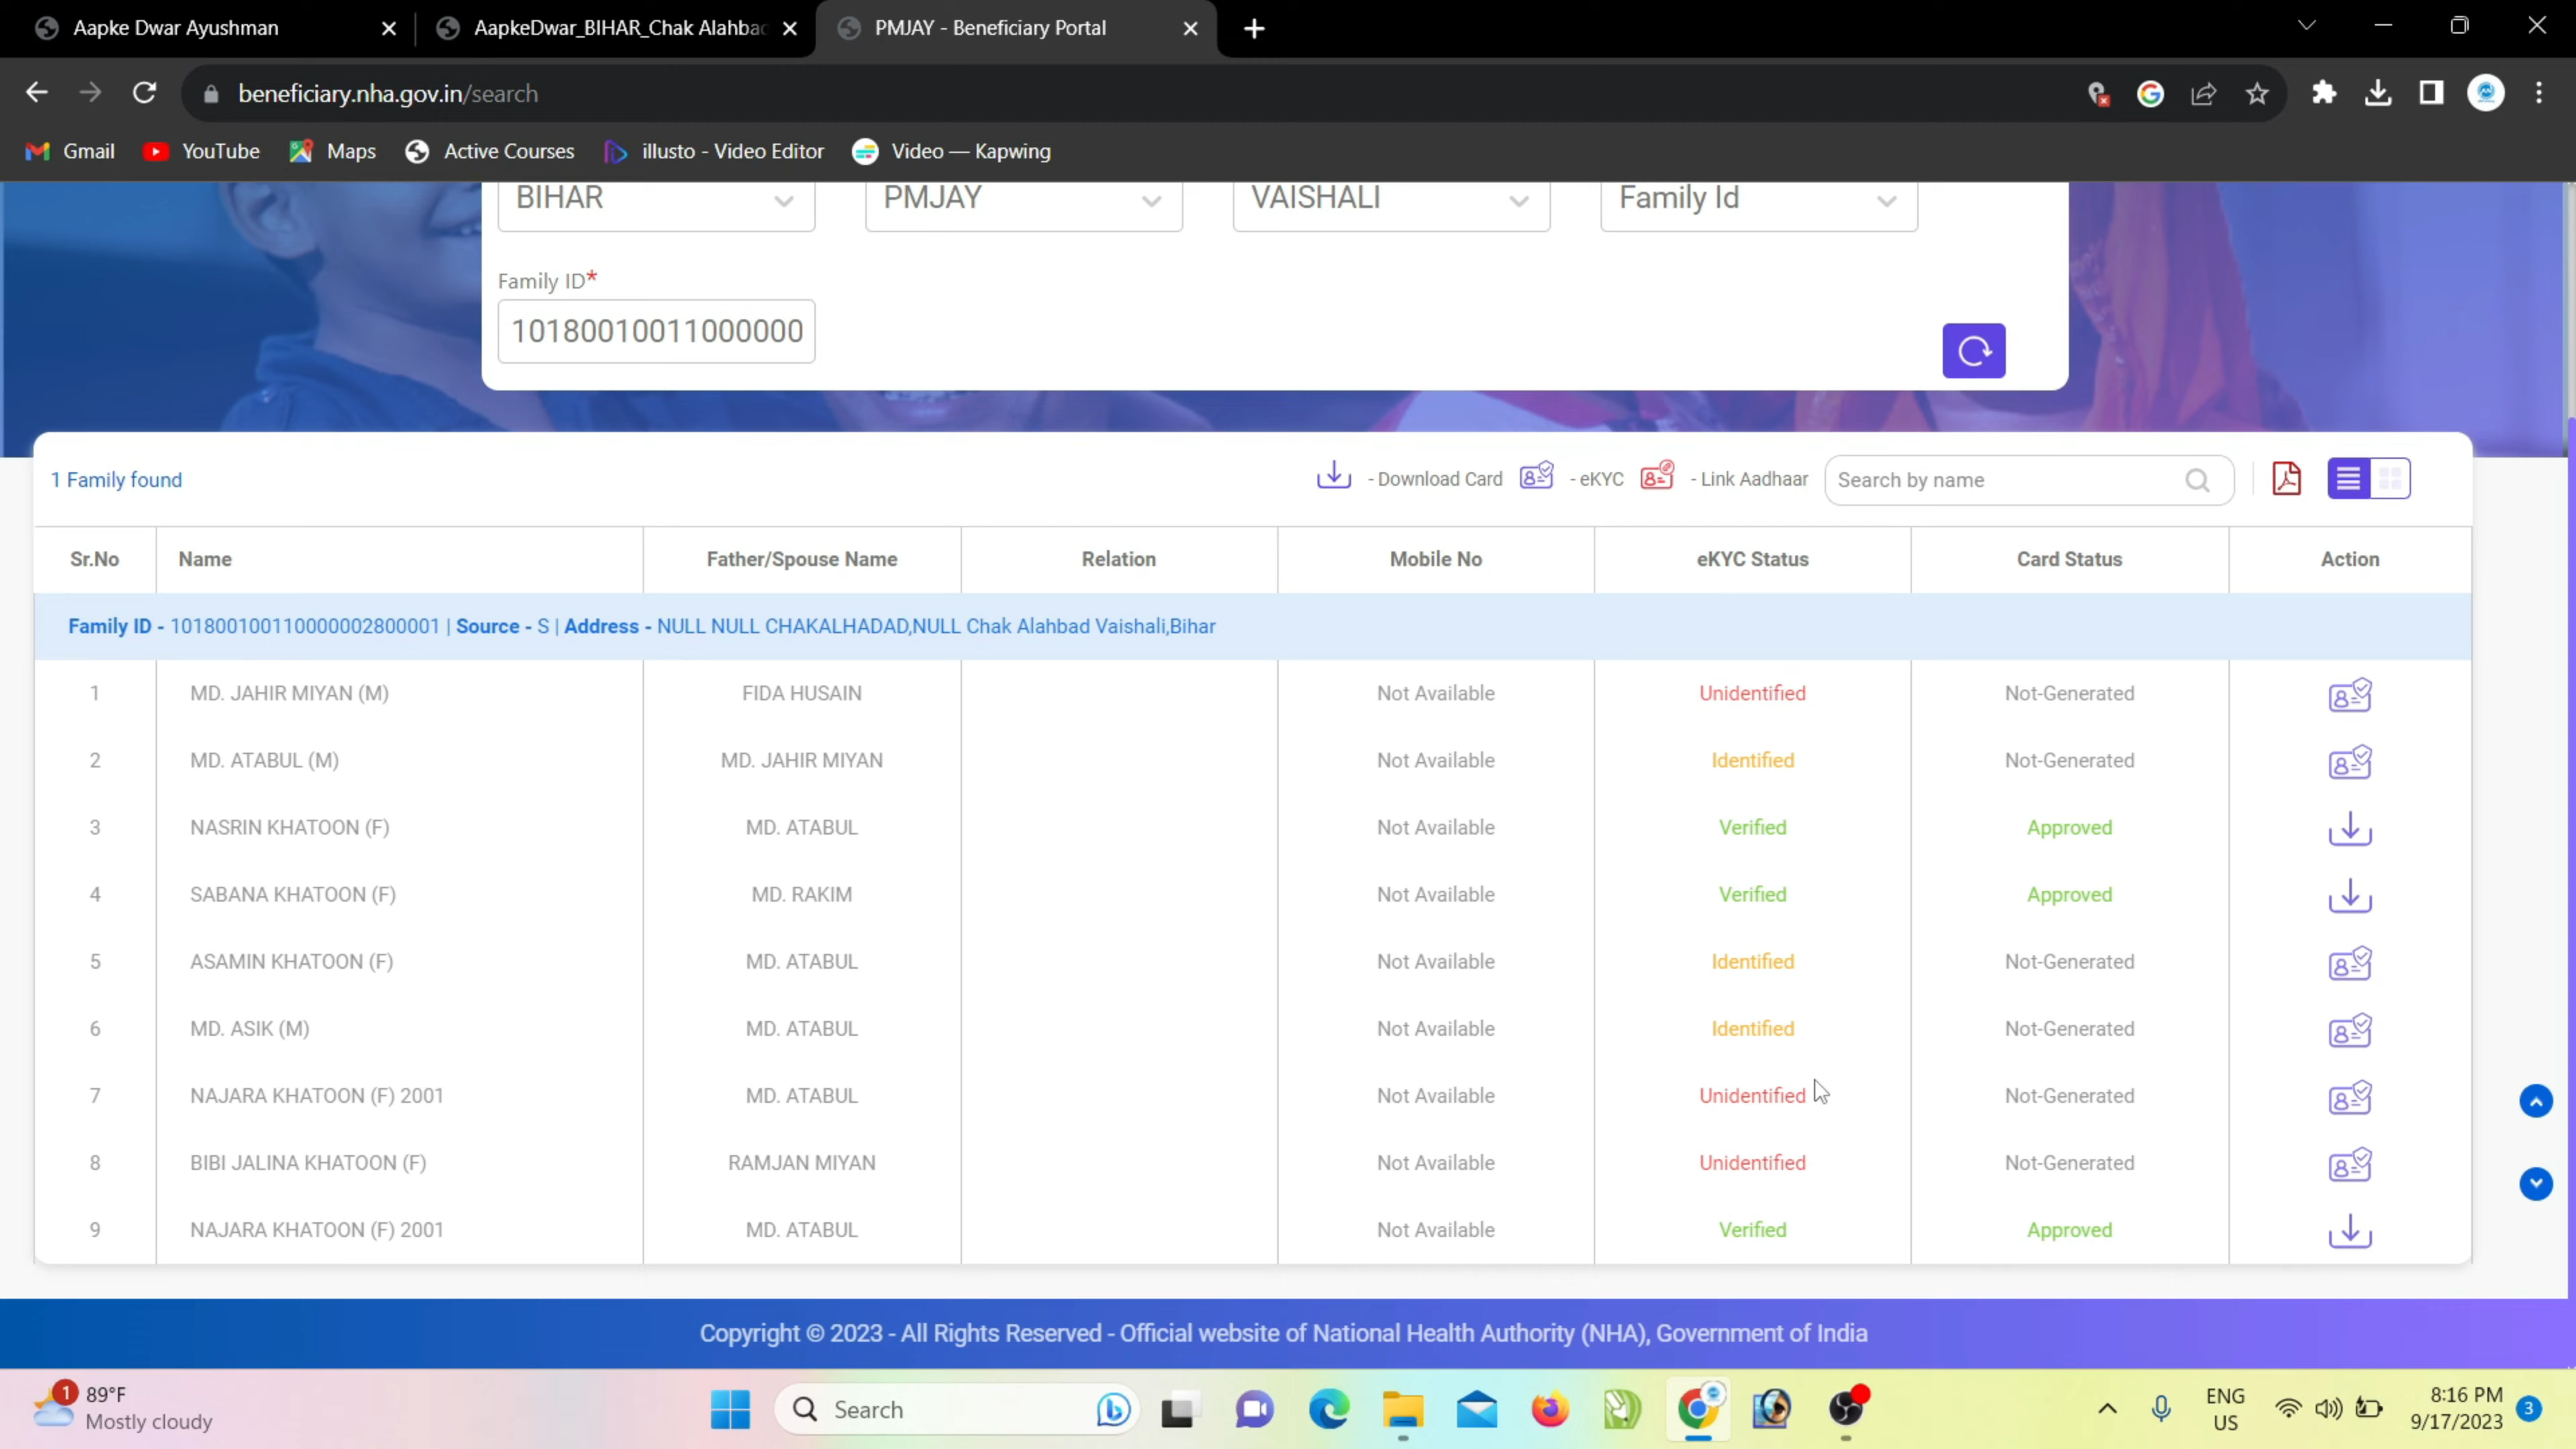 Aapke Dwar Ayushman
AapkeDwar_BIHAR_Chak Alahbad
PMJAY - Beneficiary Portal
beneficiary.nha.gov.in/search
Gmail YouTube Maps Active Courses illusto - Video Editor Video — Kapwing
BIHAR PMJAY VAISHALI Family Id
Family ID*
10180010011000000
1 Family found - Download Card - eKYC - Link Aadhaar Search by name
Sr.No Name Father/Spouse Name Relation Mobile No eKYC Status Card Status Action
Family ID - 101800100110000002800001 | Source - S | Address - NULL NULL CHAKALHADAD,NULL Chak Alahbad Vaishali,Bihar
1 MD. JAHIR MIYAN (M) FIDA HUSAIN Not Available Unidentified Not-Generated
2 MD. ATABUL (M) MD. JAHIR MIYAN Not Available Identified Not-Generated
3 NASRIN KHATOON (F) MD. ATABUL Not Available Verified Approved
4 SABANA KHATOON (F) MD. RAKIM Not Available Verified Approved
5 ASAMIN KHATOON (F) MD. ATABUL Not Available Identified Not-Generated
6 MD. ASIK (M) MD. ATABUL Not Available Identified Not-Generated
7 NAJARA KHATOON (F) 2001 MD. ATABUL Not Available Unidentified Not-Generated
8 BIBI JALINA KHATOON (F) RAMJAN MIYAN Not Available Unidentified Not-Generated
9 NAJARA KHATOON (F) 2001 MD. ATABUL Not Available Verified Approved
Copyright © 2023 - All Rights Reserved - Official website of National Health Authority (NHA), Government of India
1 89°F
Mostly cloudy
Search
ENG
US
8:16 PM
9/17/2023
3